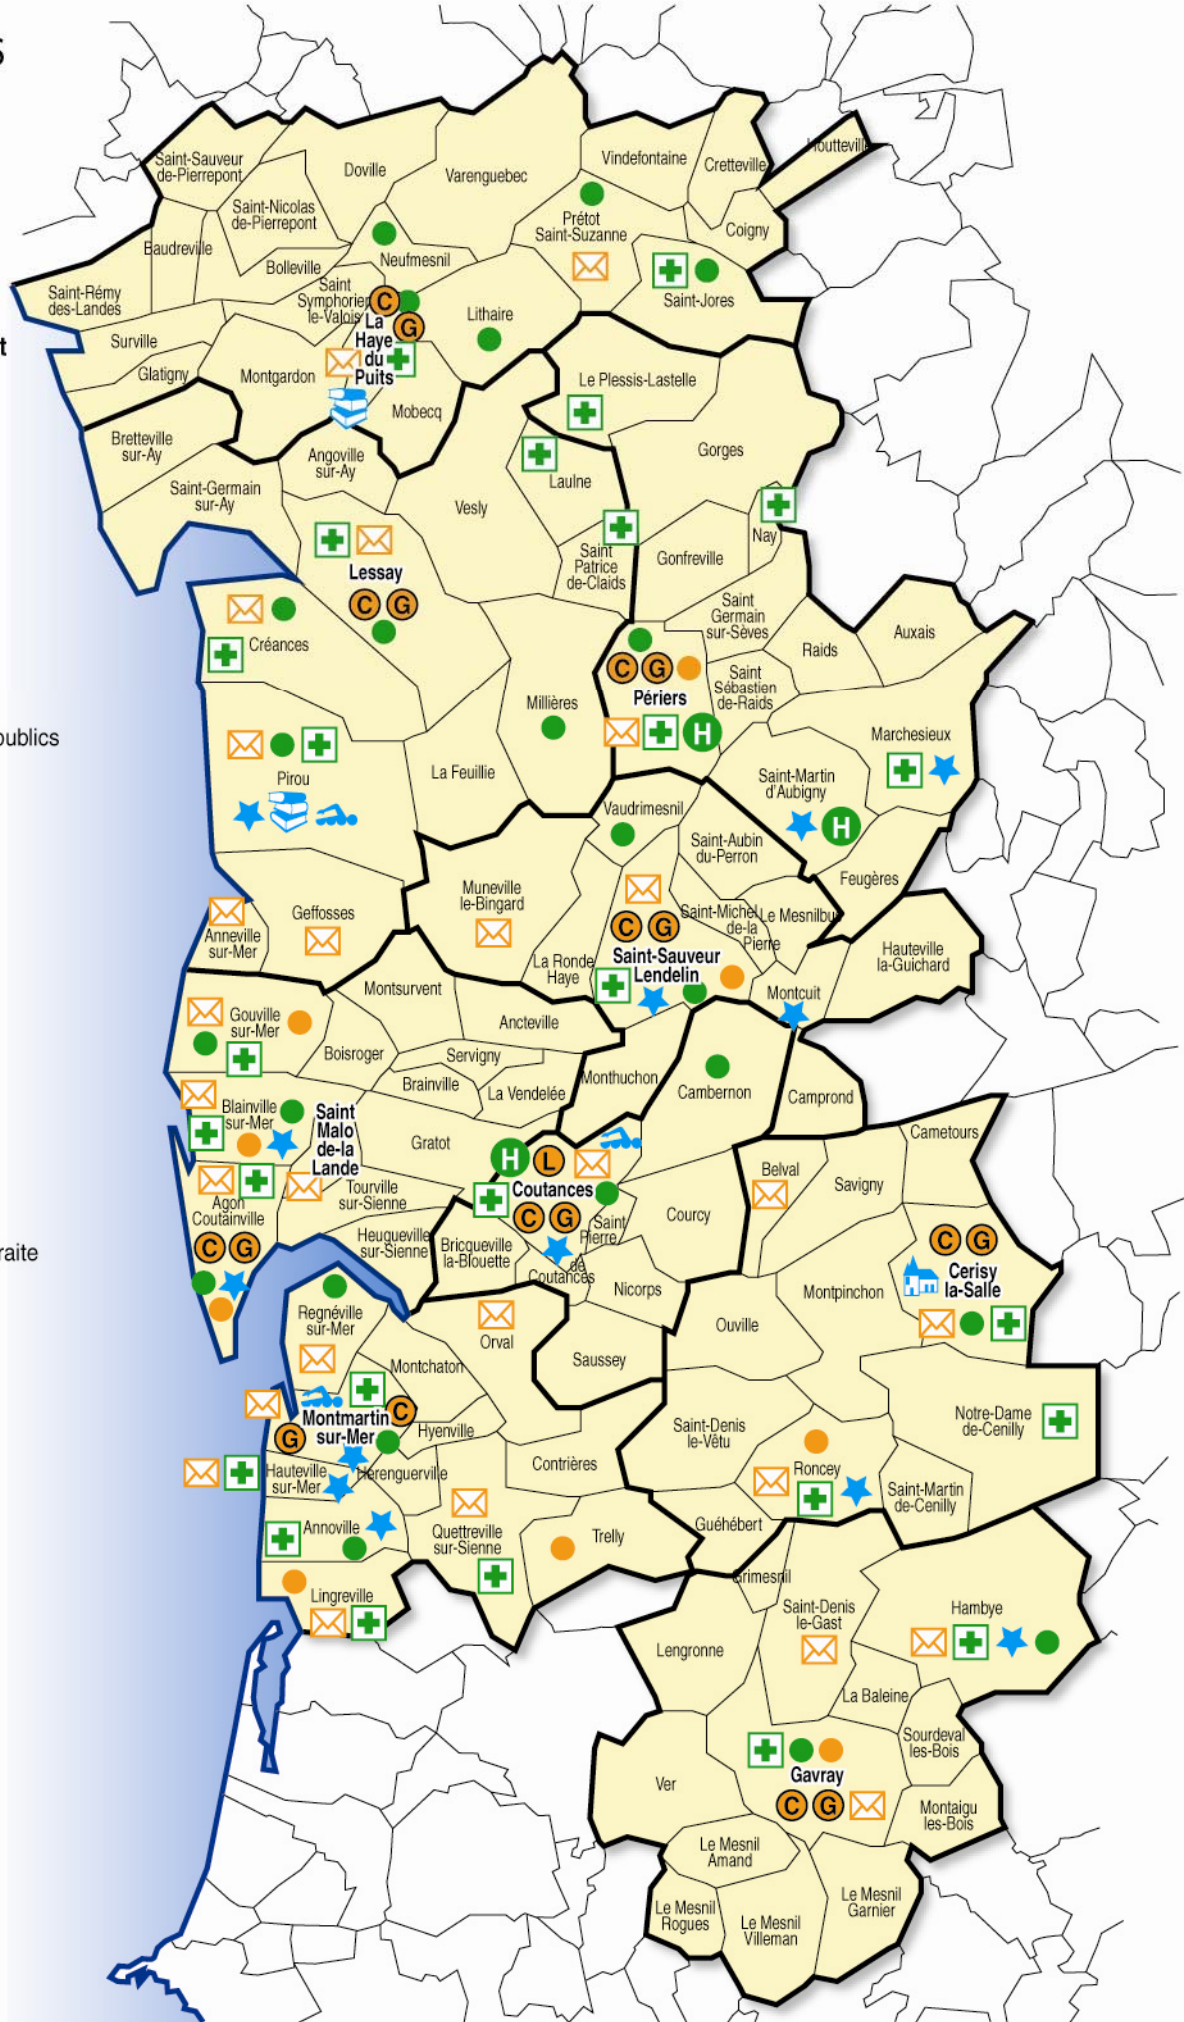 s
Saint-Sauveur
de-Pierrepont
Doville
Varenguebec
Vindefontaine
Cretteville
Houtteville
Saint-Nicolas
de-Pierrepont
Prétot
Saint-Suzanne
Coigny
Baudreville
Bolleville
Neufmesnil
Saint-Rémy
des-Landes
Saint
Symphorien
le-Valois
C
G
La
Haye
du
Puits
Lithaire
Saint-Jores
Surville
t
Glatigny
Montgardon
Mobecq
Le Plessis-Lastelle
Bretteville
sur-Ay
Angoville
sur-Ay
Gorges
Saint-Germain
sur-Ay
Laulne
Vesly
Nay
Lessay
C G
Saint
Patrice
de-Claids
Gonfreville
Créances
Saint
Germain
sur-Sèves
Raids
Auxais
C G
Périers
H
Saint
Sébastien
de-Raids
Millières
Marchesieux
oublics
La Feuillie
Pirou
Saint-Martin
d'Aubigny
H
Vaudrimesnil
Saint-Aubin
du-Perron
Feugères
Muneville
le-Bingard
Geffosses
Anneville
sur-Mer
C G
Saint-Sauveur
Lendelin
Saint-Michel
de-la
Pierre
Le Mesnilbus
Hauteville
la-Guichard
La Ronde
Haye
Montcuit
Montsurvent
Gouville
sur-Mer
Ancteville
Boisroger
Servigny
Brainville
La Vendelée
Monthuchon
Cambernon
Camprond
Blainville
sur-Mer
Saint
Malo
de-la
Lande
Gratot
Cametours
H L
Coutances
C G
Belval
Savigny
Agon
Coutainville
C G
Tourville
sur-Sienne
Saint
Pierre
de
Coutances
Courcy
Heugueville
sur-Sienne
Bricqueville
la-Blouette
C G
Cerisy
la-Salle
raite
Nicorps
Montpinchon
Regnéville
sur-Mer
Orval
Ouville
Saussey
Montchaton
C
G
Montmartin
sur-Mer
Hyenville
Saint-Denis
le-Vêtu
Notre-Dame
de-Cenilly
Hauteville
sur-Mer
Hérenguerville
Contrières
Roncey
Saint-Martin
de-Cenilly
Annoville
Quettreville
sur-Sienne
Trelly
Guéhébert
Grimesnil
Lingreville
Saint-Denis
le-Gast
Hambye
Lengronne
La Baleine
Sourdeval
les-Bois
Gavray
C G
Ver
Montaigu
les-Bois
Le Mesnil
Amand
Le Mesnil
Garnier
Le Mesnil
Rogues
Le Mesnil
Villeman